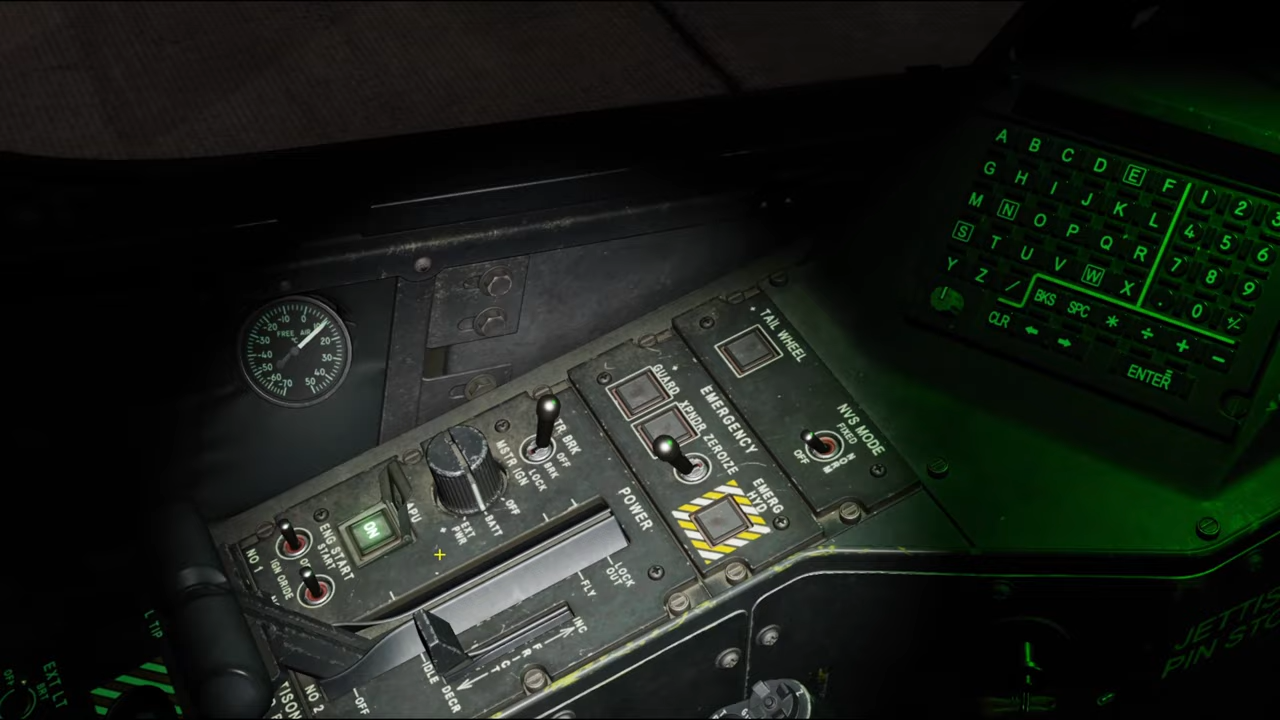 -10 0 10
-20 20
-30 30
-40 40
-50 50
-60
-70
FREE AIR
°C
TAIL WHEEL
NVS MODE
FIXED
OFF
GUARD
XPNDR
ZEROIZE
EMERGENCY
EMERG
HYD
RTR BRK
OFF
BRK
LOCK
MSTR IGN
OFF
BATT
EXT
PWR
APU
ON
ENG START
START
NO 1
IGN ORIDE
NO 2
POWER
LOCK
OUT
FLY
IDLE
OFF
INC
DECR
A B C D E F 1 2 3
G H I J K L 4 5 6
M N O P Q R 7 8 9
S T U V W X . 0 +/-
Y Z / BKS SPC * ÷ + -
CLR ← → ENTER
L TIP
EXT LT
BRT
OFF
JETTIS
PIN STO